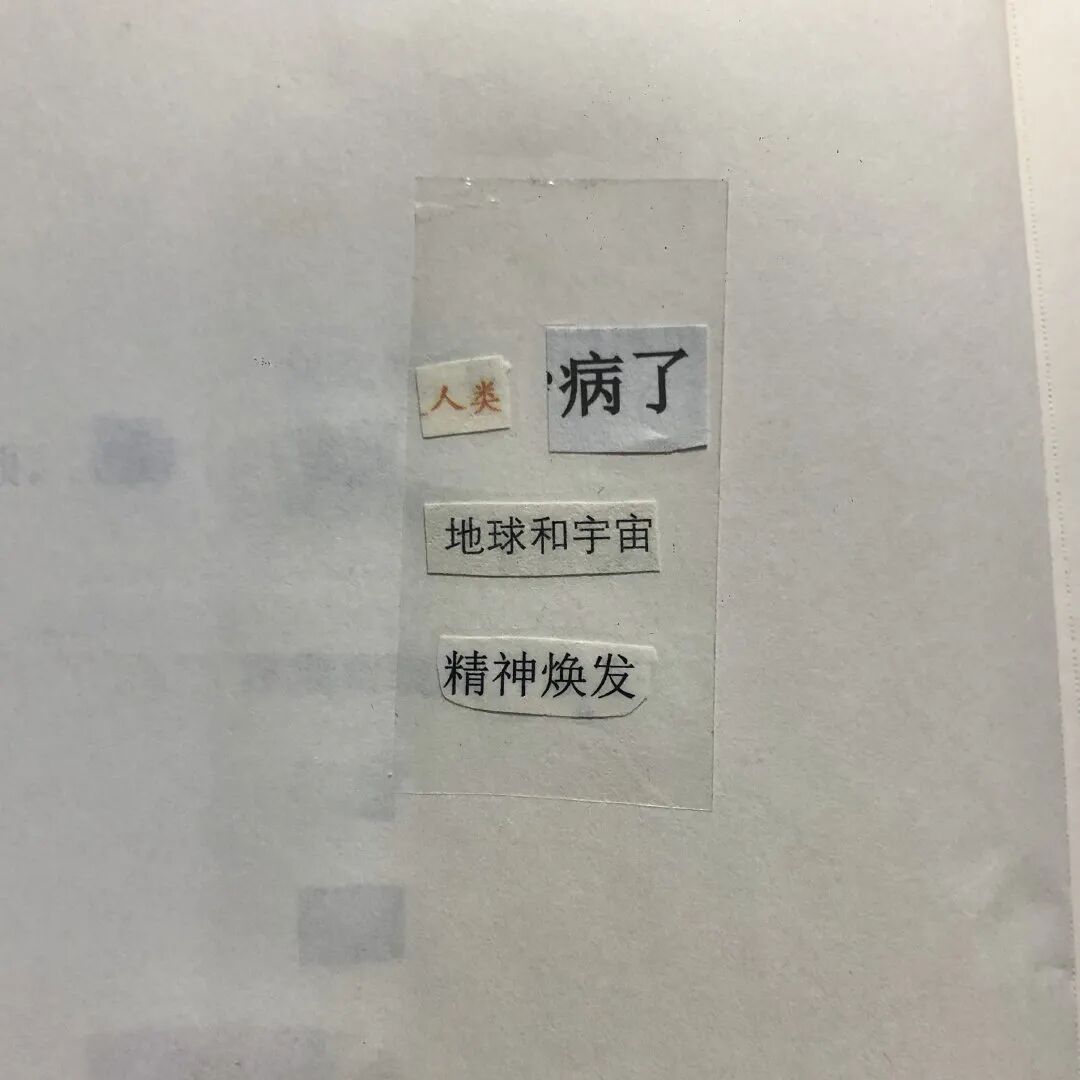 人类 病了
地球和宇宙
精神焕发